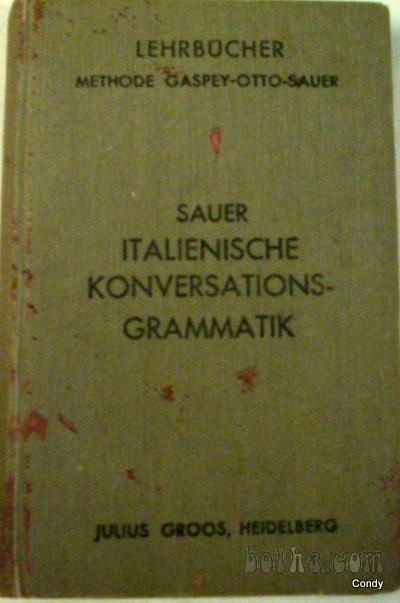 LEHRBÜCHER
METHODE GASPEY-OTTO-SAUER
SAUER
ITALIENISCHE
KONVERSATIONS-
GRAMMATIK
JULIUS GROOS, HEIDELBERG
bolha.com
Condy